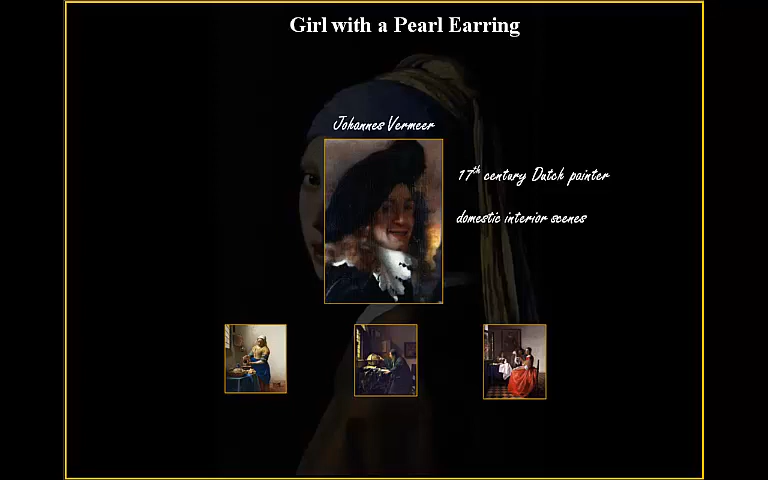 Girl with a Pearl Earring
Johannes Vermeer
17th century Dutch painter
domestic interior scenes